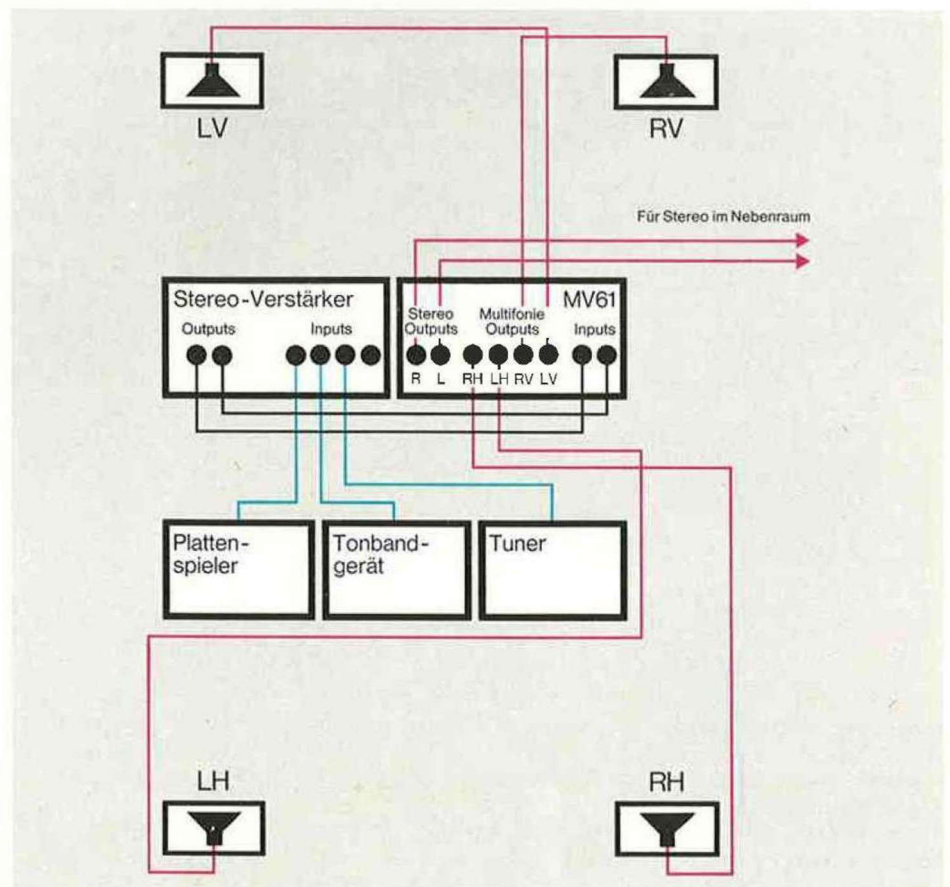 LV
RV
Für Stereo im Nebenraum
Stereo-Verstärker
Outputs
Inputs
MV61
Stereo
Outputs
Multifonie
Outputs
Inputs
R L RH LH RV LV
Platten-
spieler
Tonband-
gerät
Tuner
LH
RH